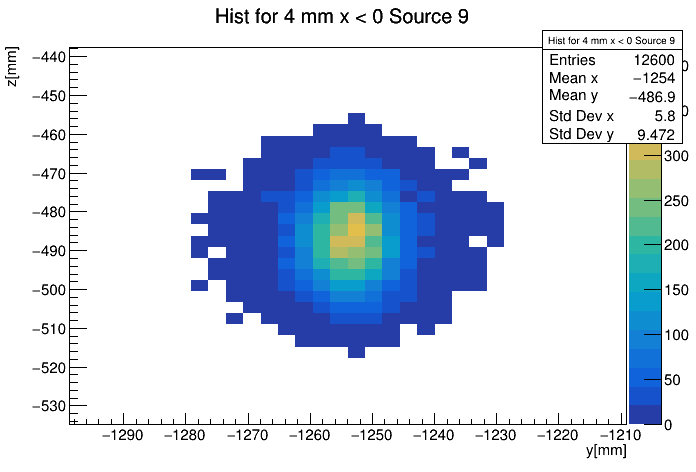 Hist for 4 mm x < 0 Source 9
Hist for 4 mm x < 0 Source 9
Entries 12600
Mean x −1254
Mean y −486.9
Std Dev x 5.8
Std Dev y 9.472
z[mm]
−440
−450
−460
−470
−480
−490
−500
−510
−520
−530
300
250
200
150
100
50
0
−1290 −1280 −1270 −1260 −1250 −1240 −1230 −1220 −1210
y[mm]